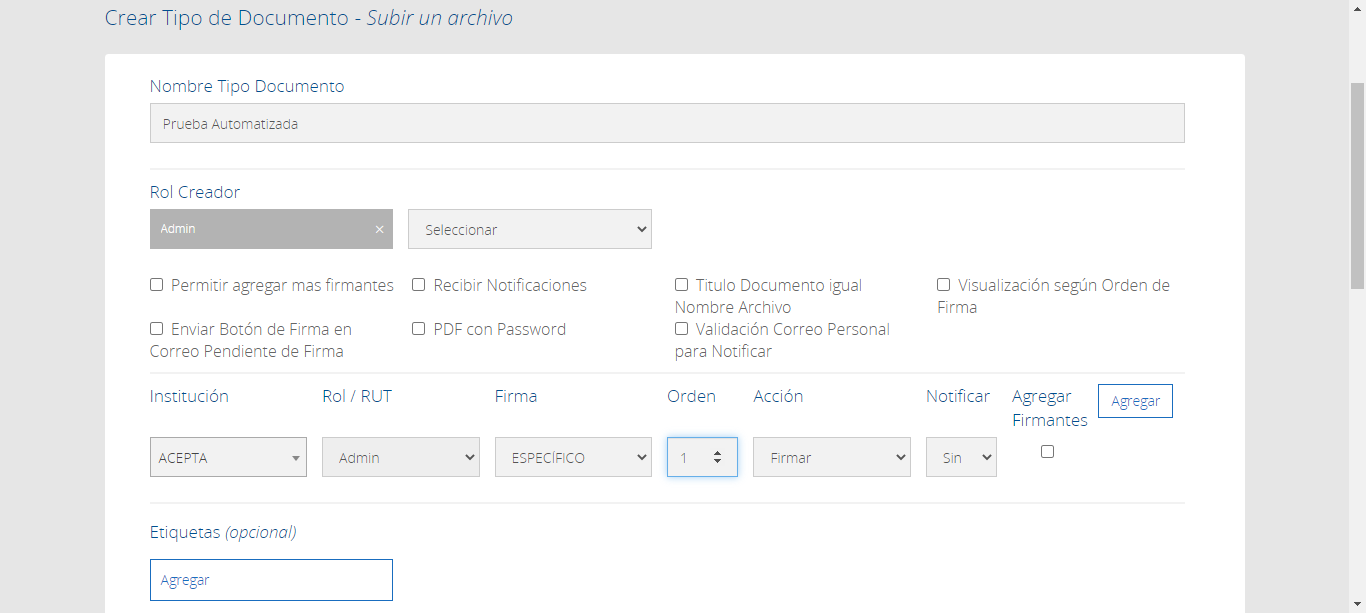 Crear Tipo de Documento - Subir un archivo
Nombre Tipo Documento
Prueba Automatizada
Rol Creador
Admin ×
Seleccionar
Permitir agregar mas firmantes
Recibir Notificaciones
Titulo Documento igual
Nombre Archivo
Visualización según Orden de
Firma
Enviar Botón de Firma en
Correo Pendiente de Firma
PDF con Password
Validación Correo Personal
para Notificar
Institución
Rol / RUT
Firma
Orden
Acción
Notificar
Agregar
Firmantes
Agregar
ACEPTA
Admin
ESPECÍFICO
1
Firmar
Sin
Etiquetas (opcional)
Agregar